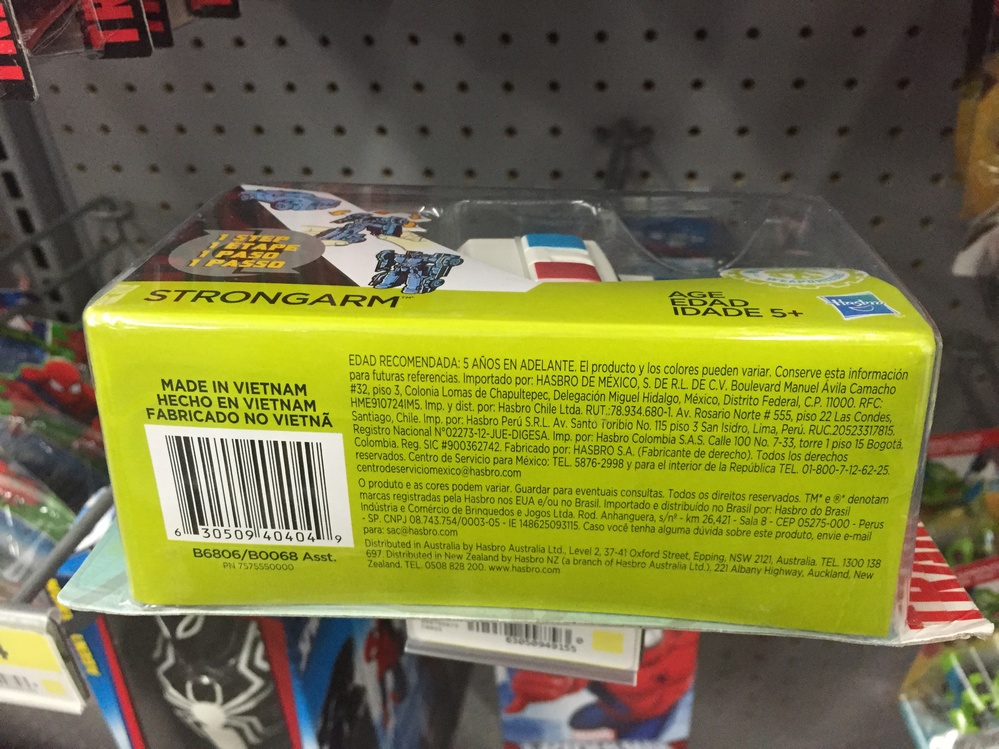 1 STEP
1 ÉTAPE
1 PASO
1 PASSO
STRONGARM™
AGE
EDAD
IDADE 5+
Hasbro
MADE IN VIETNAM
HECHO EN VIETNAM
FABRICADO NO VIETNÃ
6 30509 40404 9
B6806/B0068 Asst.
PN 7575550000
EDAD RECOMENDADA: 5 AÑOS EN ADELANTE. El producto y los colores pueden variar. Conserve esta información
para futuras referencias. Importado por: HASBRO DE MÉXICO, S. DE R.L. DE C.V. Boulevard Manuel Ávila Camacho
#32, piso 3, Colonia Lomas de Chapultepec, Delegación Miguel Hidalgo, México, Distrito Federal, C.P. 11000. RFC.
HME910724IM5. Imp. y dist. por: Hasbro Chile Ltda. RUT.:78.934.680-1. Av. Rosario Norte # 555, piso 22 Las Condes,
Santiago, Chile. Imp. por: Hasbro Perú S.R.L. Av. Santo Toribio No. 115 piso 3 San Isidro, Lima, Perú. RUC.20523317815.
Registro Nacional N°02273-12-JUE-DIGESA. Imp. por: Hasbro Colombia S.A.S. Calle 100 No. 7-33, torre 1 piso 15 Bogotá,
Colombia. Reg. SIC #900362742. Fabricado por: HASBRO S.A. (Fabricante de derecho). Todos los derechos
reservados. Centro de Servicio para México: TEL. 5876-2998 y para el interior de la República TEL. 01-800-712-62-25.
centrodeserviciomexico@hasbro.com
O produto e as cores podem variar. Guardar para eventuais consultas. Todos os direitos reservados. TM* e ®* denotam
marcas registradas pela Hasbro nos EUA e/ou no Brasil. Importado e distribuído no Brasil por: Hasbro do Brasil
Indústria e Comércio de Brinquedos e Jogos Ltda. Rod. Anhanguera, s/nº - km 26,421 - Sala 8 - CEP 05275-000 - Perus
- SP. CNPJ 08.743.754/0003-05 - IE 148625093115. Caso você tenha alguma dúvida sobre este produto, envie e-mail
para: sac@hasbro.com
Distributed in Australia by Hasbro Australia Ltd., Level 2, 37-41 Oxford Street, Epping, NSW 2121, Australia. TEL. 1300 138
697. Distributed in New Zealand by Hasbro NZ (a branch of Hasbro Australia Ltd.), 221 Albany Highway, Auckland, New
Zealand. TEL. 0508 828 200. www.hasbro.com